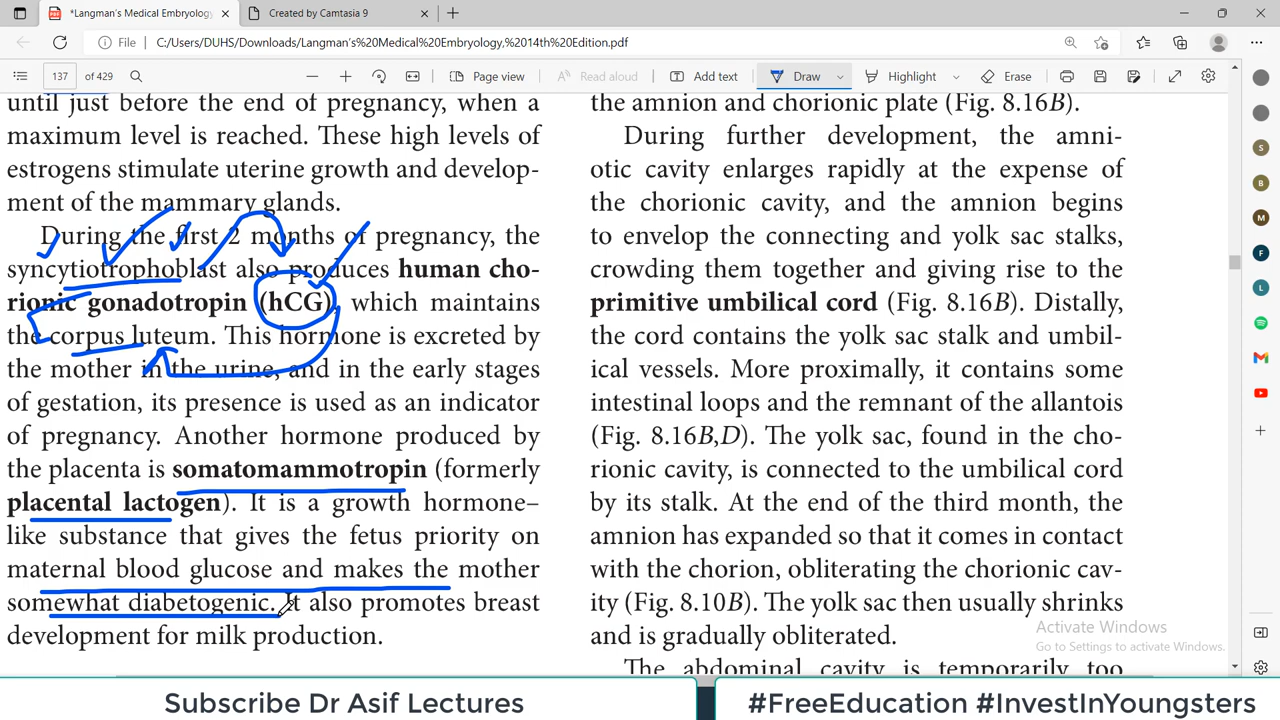 *Langman's Medical Embryology,
Created by Camtasia 9
File
C:/Users/DUHS/Downloads/Langman's%20Medical%20Embryology,%2014th%20Edition.pdf
137 of 429
Page view
Read aloud
Add text
Draw
Highlight
Erase
until just before the end of pregnancy, when a
maximum level is reached. These high levels of
estrogens stimulate uterine growth and develop-
ment of the mammary glands.
During the first 2 months of pregnancy, the
syncytiotrophoblast also produces human cho-
rionic gonadotropin (hCG), which maintains
the corpus luteum. This hormone is excreted by
the mother in the urine, and in the early stages
of gestation, its presence is used as an indicator
of pregnancy. Another hormone produced by
the placenta is somatomammotropin (formerly
placental lactogen). It is a growth hormone–
like substance that gives the fetus priority on
maternal blood glucose and makes the mother
somewhat diabetogenic. It also promotes breast
development for milk production.
the amnion and chorionic plate (Fig. 8.16B).
During further development, the amni-
otic cavity enlarges rapidly at the expense of
the chorionic cavity, and the amnion begins
to envelop the connecting and yolk sac stalks,
crowding them together and giving rise to the
primitive umbilical cord (Fig. 8.16B). Distally,
the cord contains the yolk sac stalk and umbil-
ical vessels. More proximally, it contains some
intestinal loops and the remnant of the allantois
(Fig. 8.16B,D). The yolk sac, found in the cho-
rionic cavity, is connected to the umbilical cord
by its stalk. At the end of the third month, the
amnion has expanded so that it comes in contact
with the chorion, obliterating the chorionic cav-
ity (Fig. 8.10B). The yolk sac then usually shrinks
and is gradually obliterated.
The abdominal cavity is temporarily too
S
B
M
F
L
Activate Windows
Go to Settings to activate Windows.
Subscribe Dr Asif Lectures
#FreeEducation #InvestInYoungsters